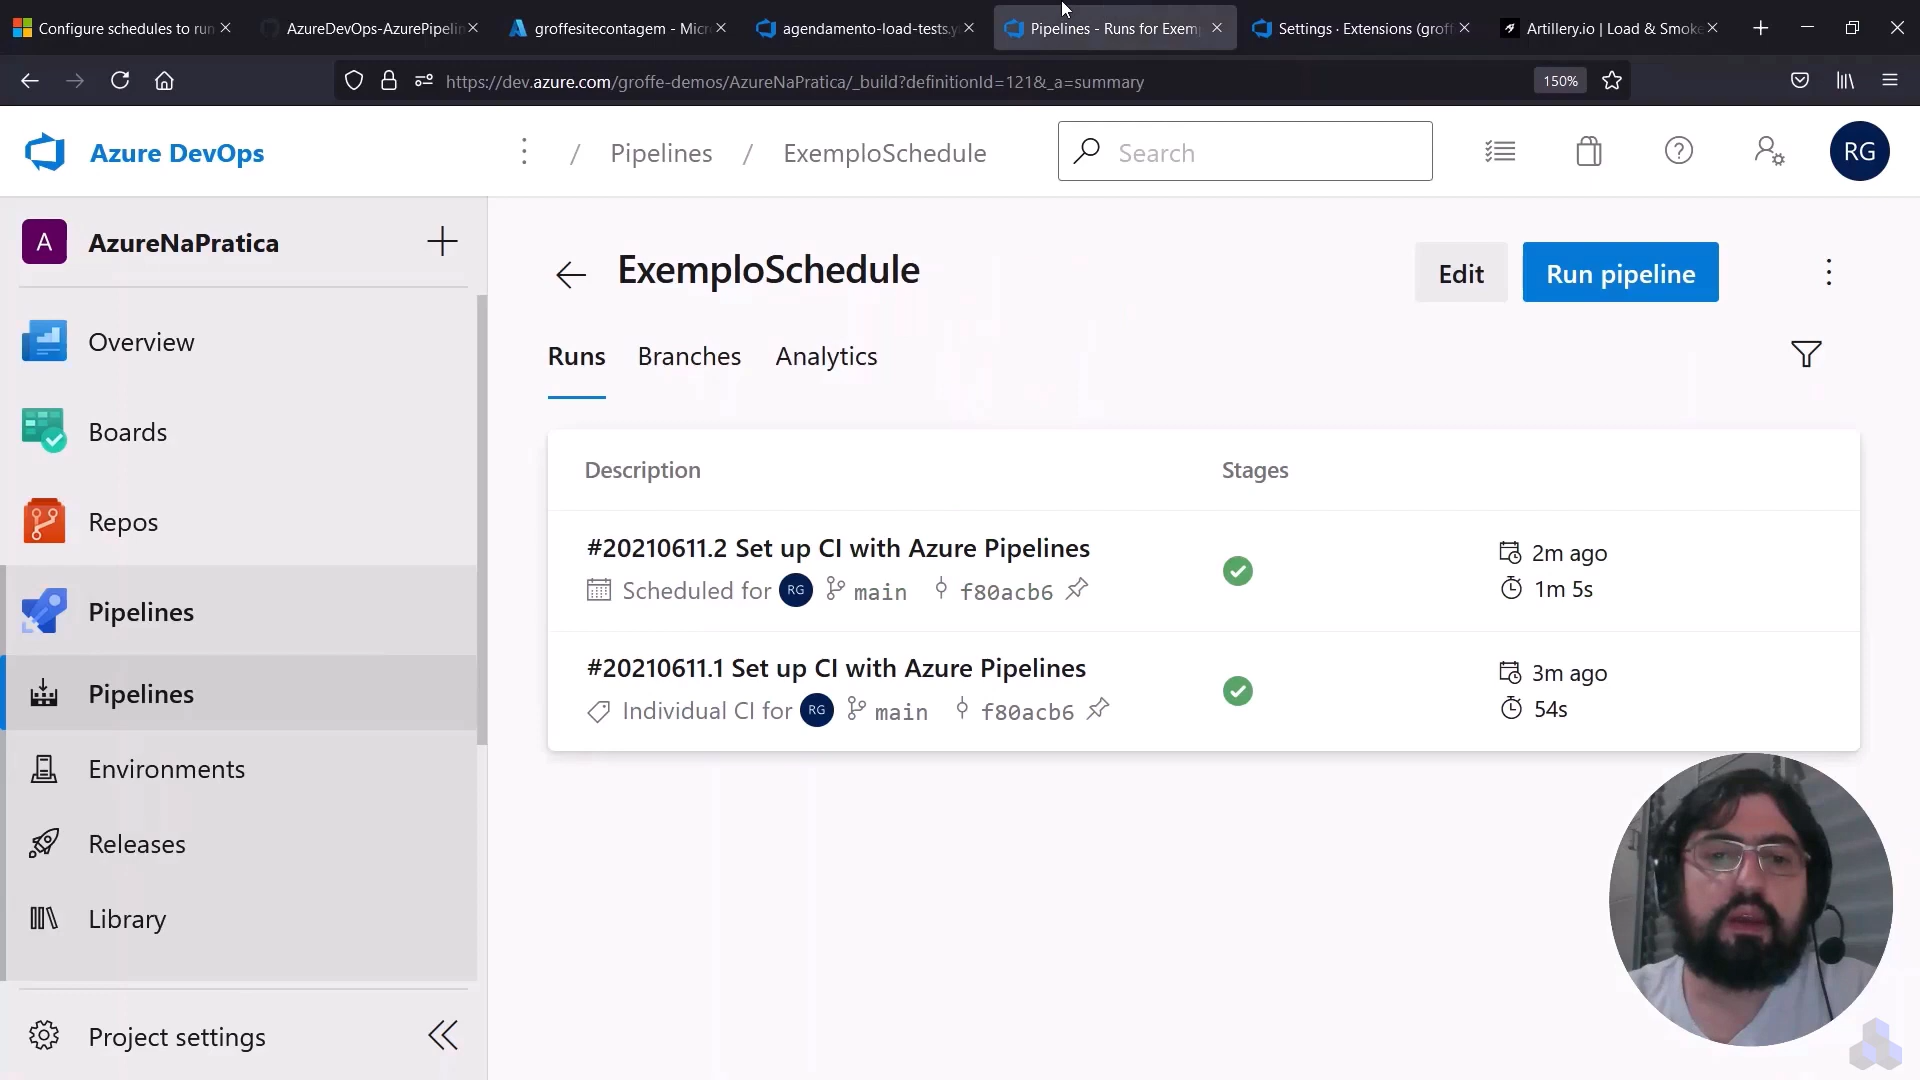 Configure schedules to run
AzureDevOps-AzurePipelin
groffesitecontagem - Micr
agendamento-load-tests.y
Pipelines - Runs for Exem
Settings · Extensions (groff
Artillery.io | Load & Smoke
https://dev.azure.com/groffe-demos/AzureNaPratica/_build?definitionId=121&_a=summary
150%
Azure DevOps
/ Pipelines / ExemploSchedule
Search
RG
A
AzureNaPratica
Overview
Boards
Repos
Pipelines
Pipelines
Environments
Releases
Library
Project settings
ExemploSchedule
Edit
Run pipeline
Runs
Branches
Analytics
Description
Stages
#20210611.2 Set up CI with Azure Pipelines
Scheduled for RG main f80acb6
2m ago
1m 5s
#20210611.1 Set up CI with Azure Pipelines
Individual CI for RG main f80acb6
3m ago
54s